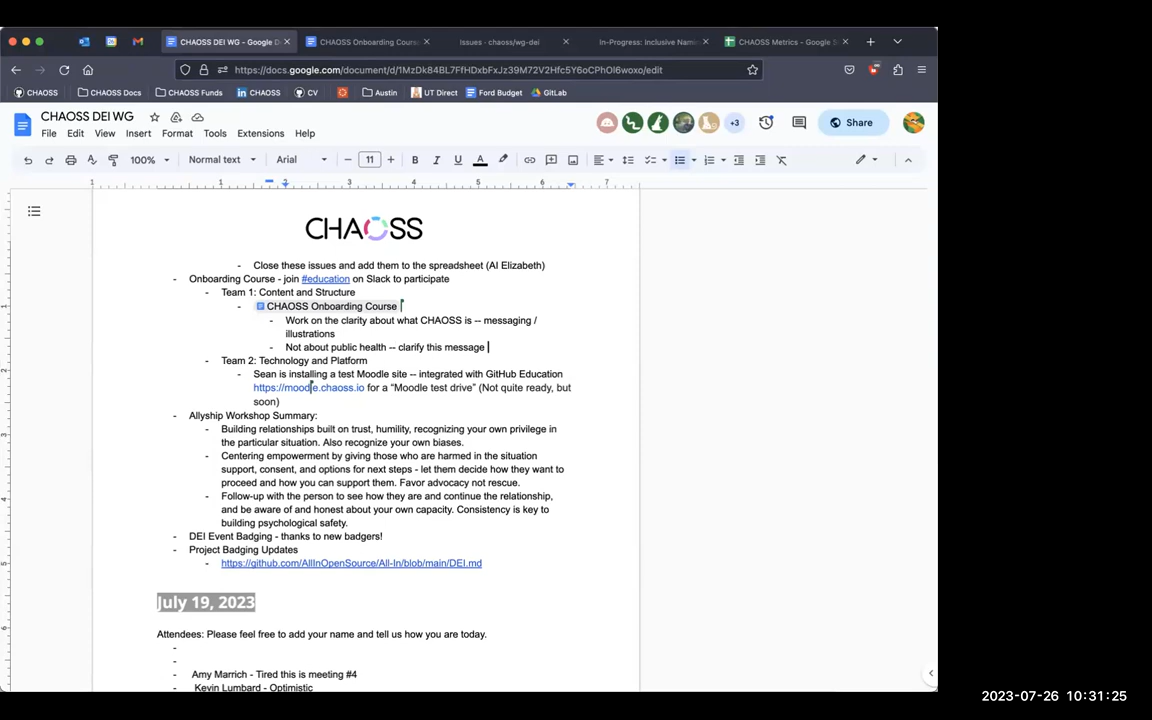 CHAOSS DEI WG - Google D
CHAOSS Onboarding Cours
Issues · chaoss/wg-dei
In-Progress: Inclusive Nami
CHAOSS Metrics - Google S
https://docs.google.com/document/d/1MzDk84BL7FfHDxbFxJz39M72V2Hfc5Y6oCPhOl6woxo/edit
CHAOSS
CHAOSS Docs
CHAOSS Funds
CHAOSS
CV
Austin
UT Direct
Ford Budget
GitLab
CHAOSS DEI WG
File Edit View Insert Format Tools Extensions Help
+3
Share
100%
Normal text
Arial
11
B I U A
1 1 2 3 4 5 6 7
CHAOSS
- Close these issues and add them to the spreadsheet (AI Elizabeth)
- Onboarding Course - join #education on Slack to participate
- Team 1: Content and Structure
- CHAOSS Onboarding Course
- Work on the clarity about what CHAOSS is -- messaging /
illustrations
- Not about public health -- clarify this message
- Team 2: Technology and Platform
- Sean is installing a test Moodle site -- integrated with GitHub Education
https://moodle.chaoss.io for a “Moodle test drive” (Not quite ready, but
soon)
- Allyship Workshop Summary:
- Building relationships built on trust, humility, recognizing your own privilege in
the particular situation. Also recognize your own biases.
- Centering empowerment by giving those who are harmed in the situation
support, consent, and options for next steps - let them decide how they want to
proceed and how you can support them. Favor advocacy not rescue.
- Follow-up with the person to see how they are and continue the relationship,
and be aware of and honest about your own capacity. Consistency is key to
building psychological safety.
- DEI Event Badging - thanks to new badgers!
- Project Badging Updates
- https://github.com/AllInOpenSource/All-In/blob/main/DEI.md
July 19, 2023
Attendees: Please feel free to add your name and tell us how you are today.
-
-
- Amy Marrich - Tired this is meeting #4
- Kevin Lumbard - Optimistic
2023-07-26 10:31:25